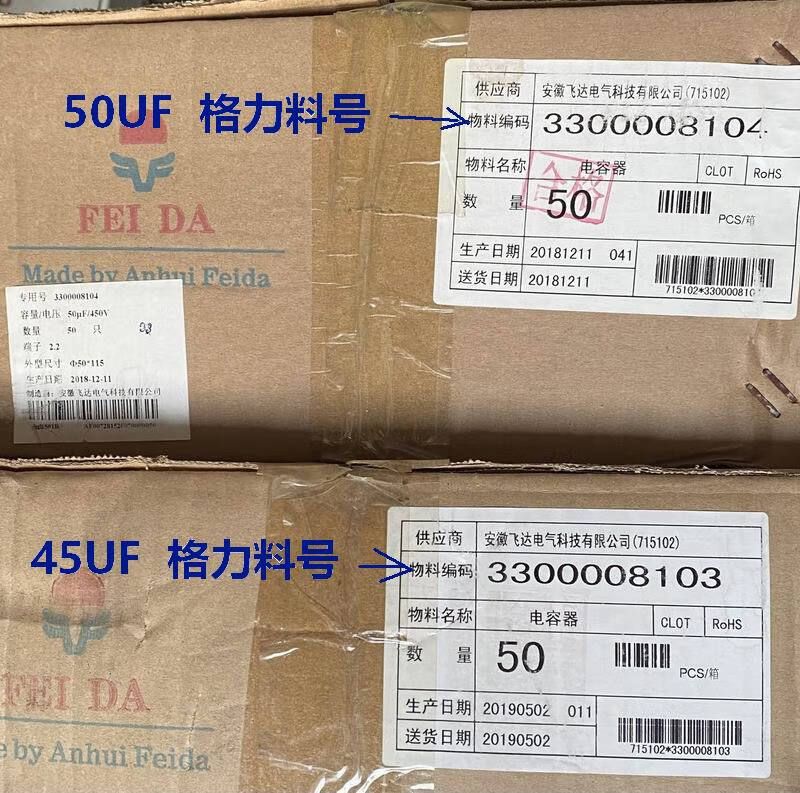 50UF 格力料号
FEI DA
Made by Anhui Feida
供应商 安徽飞达电气科技有限公司(715102)
物料编码 3300008104
物料名称 电容器 CLOT RoHS
合格
数量 50 PCS/箱
生产日期 20181211 041
送货日期 20181211
715102*3300008104
专用号 3300008104
容量/电压 50μF/450V
数量 50 只 03
端子 2.2
外型尺寸 Φ50*115
生产日期 2018-12-11
制造商：安徽飞达电气科技有限公司
45UF 格力料号
FEI DA
e by Anhui Feida
供应商 安徽飞达电气科技有限公司(715102)
物料编码 3300008103
物料名称 电容器 CLOT RoHS
数量 50 PCS/箱
生产日期 20190502 011
送货日期 20190502
715102*3300008103